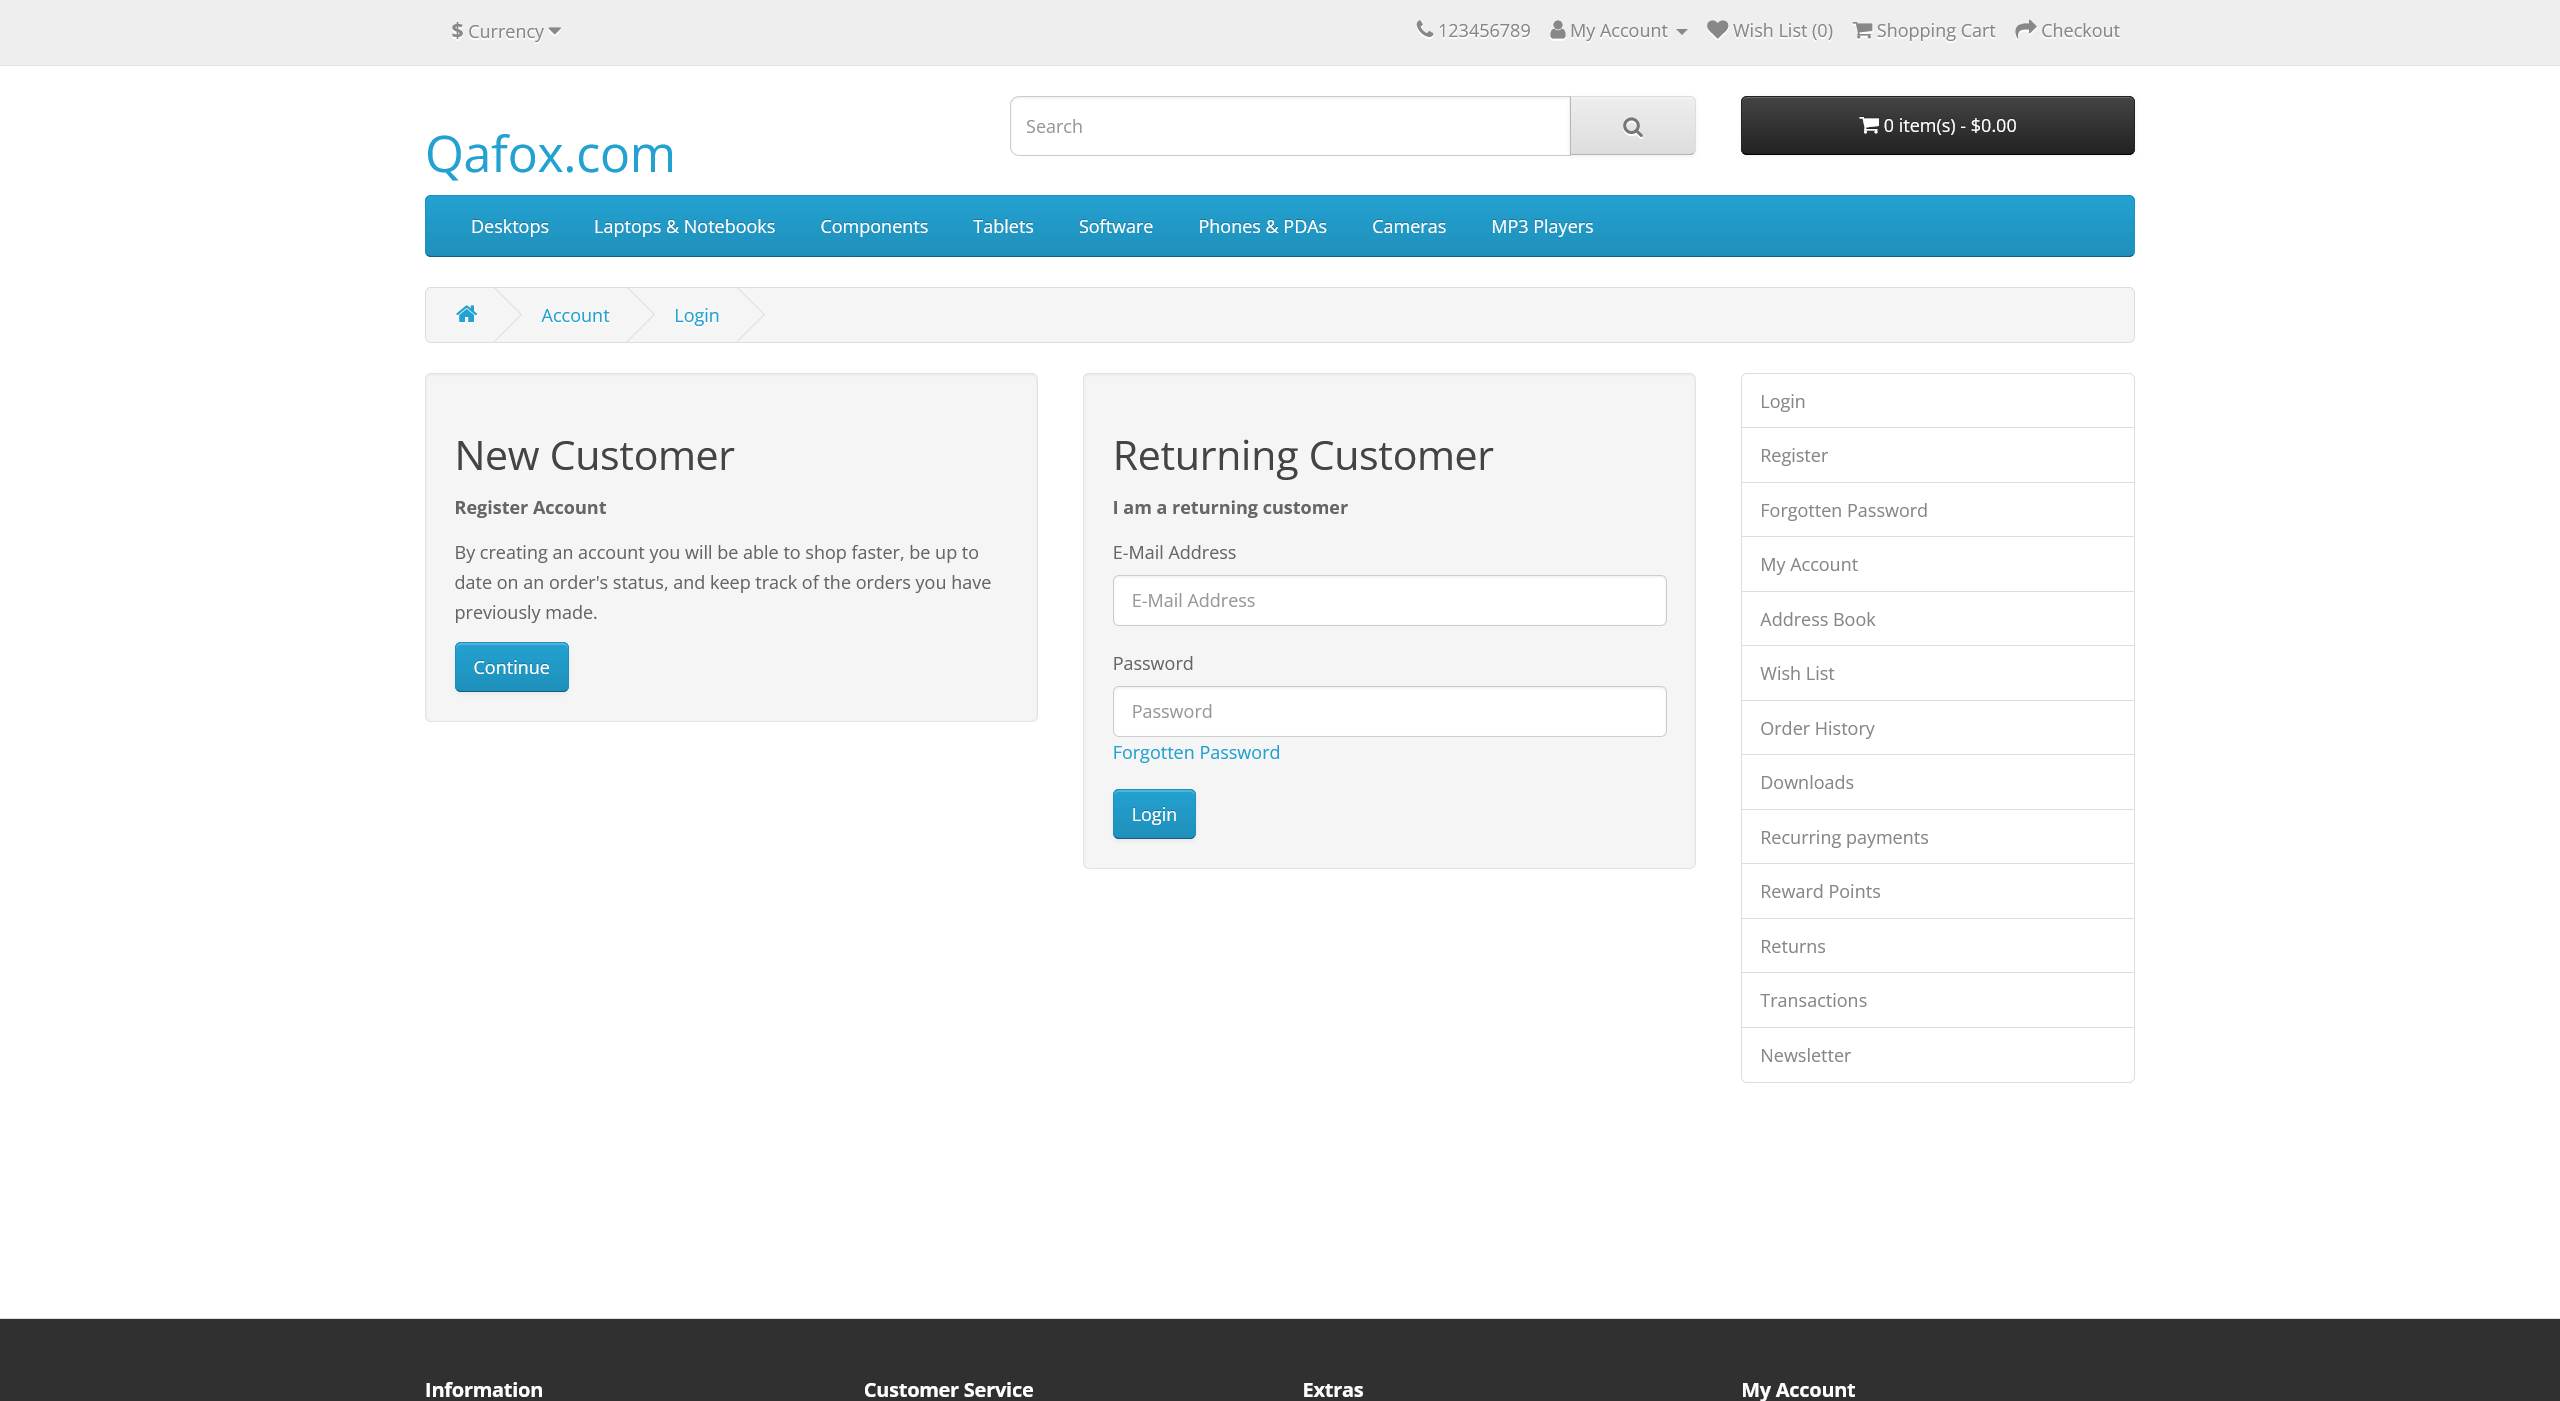 $ Currency
123456789 My Account Wish List (0) Shopping Cart Checkout
Qafox.com
Search
0 item(s) - $0.00
Desktops Laptops & Notebooks Components Tablets Software Phones & PDAs Cameras MP3 Players
Account Login
New Customer
Register Account
By creating an account you will be able to shop faster, be up to
date on an order's status, and keep track of the orders you have
previously made.
Continue
Returning Customer
I am a returning customer
E-Mail Address
E-Mail Address
Password
Password
Forgotten Password
Login
Login
Register
Forgotten Password
My Account
Address Book
Wish List
Order History
Downloads
Recurring payments
Reward Points
Returns
Transactions
Newsletter
Information Customer Service Extras My Account